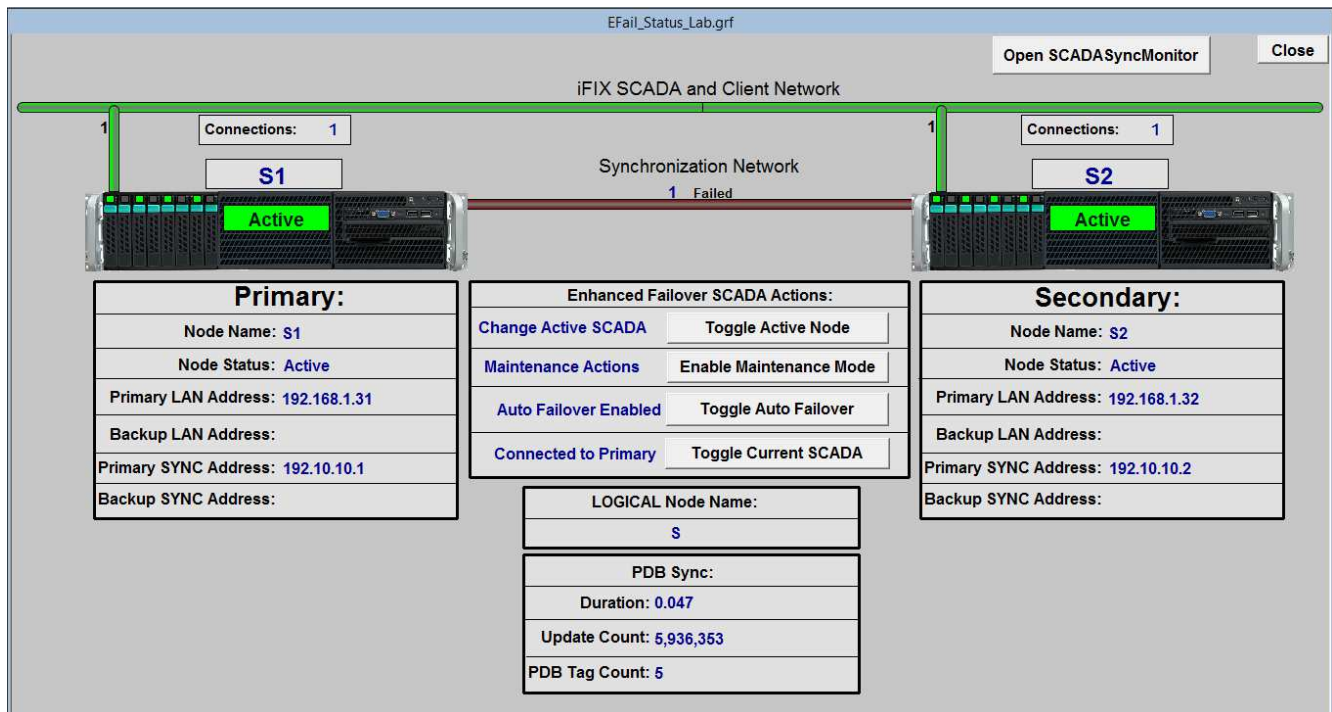 EFail_Status_Lab.grf
Open SCADASyncMonitor
Close
iFIX SCADA and Client Network
1
Connections: 1
1
Connections: 1
Synchronization Network
1 Failed
S1
S2
Active
Active
Primary:
Node Name: S1
Node Status: Active
Primary LAN Address: 192.168.1.31
Backup LAN Address:
Primary SYNC Address: 192.10.10.1
Backup SYNC Address:
Enhanced Failover SCADA Actions:
Change Active SCADA Toggle Active Node
Maintenance Actions Enable Maintenance Mode
Auto Failover Enabled Toggle Auto Failover
Connected to Primary Toggle Current SCADA
Secondary:
Node Name: S2
Node Status: Active
Primary LAN Address: 192.168.1.32
Backup LAN Address:
Primary SYNC Address: 192.10.10.2
Backup SYNC Address:
LOGICAL Node Name:
S
PDB Sync:
Duration: 0.047
Update Count: 5,936,353
PDB Tag Count: 5